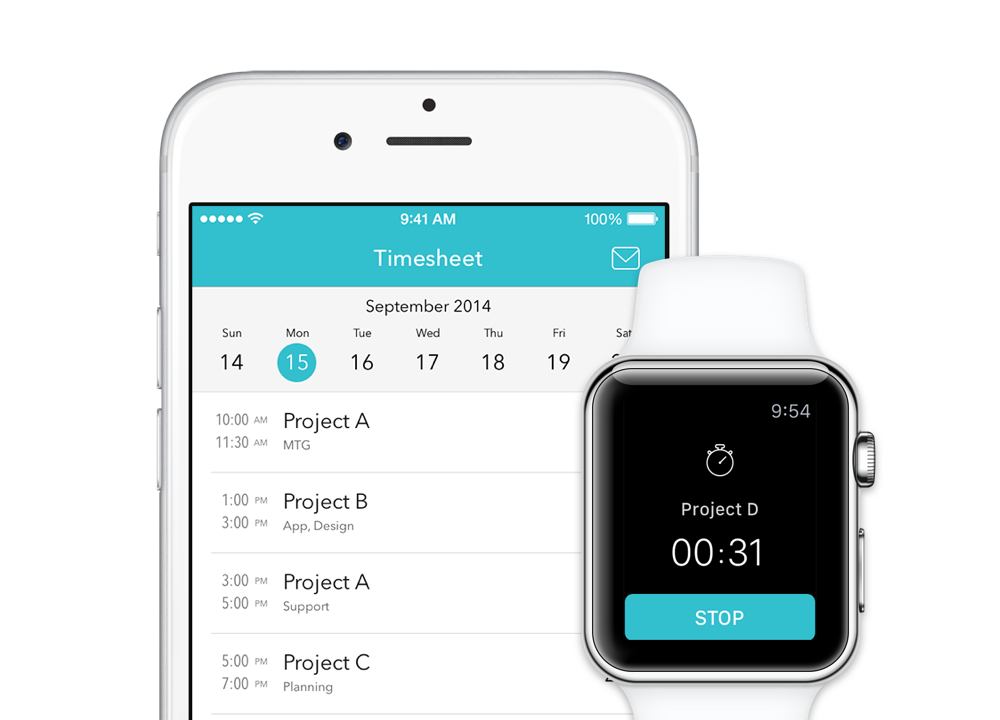 9:41 AM 100%
Timesheet
September 2014
Sun Mon Tue Wed Thu Fri Sat
14 15 16 17 18 19
10:00 AM Project A
11:30 AM MTG
1:00 PM Project B
3:00 PM App, Design
3:00 PM Project A
5:00 PM Support
5:00 PM Project C
7:00 PM Planning
9:54
Project D
00:31
STOP